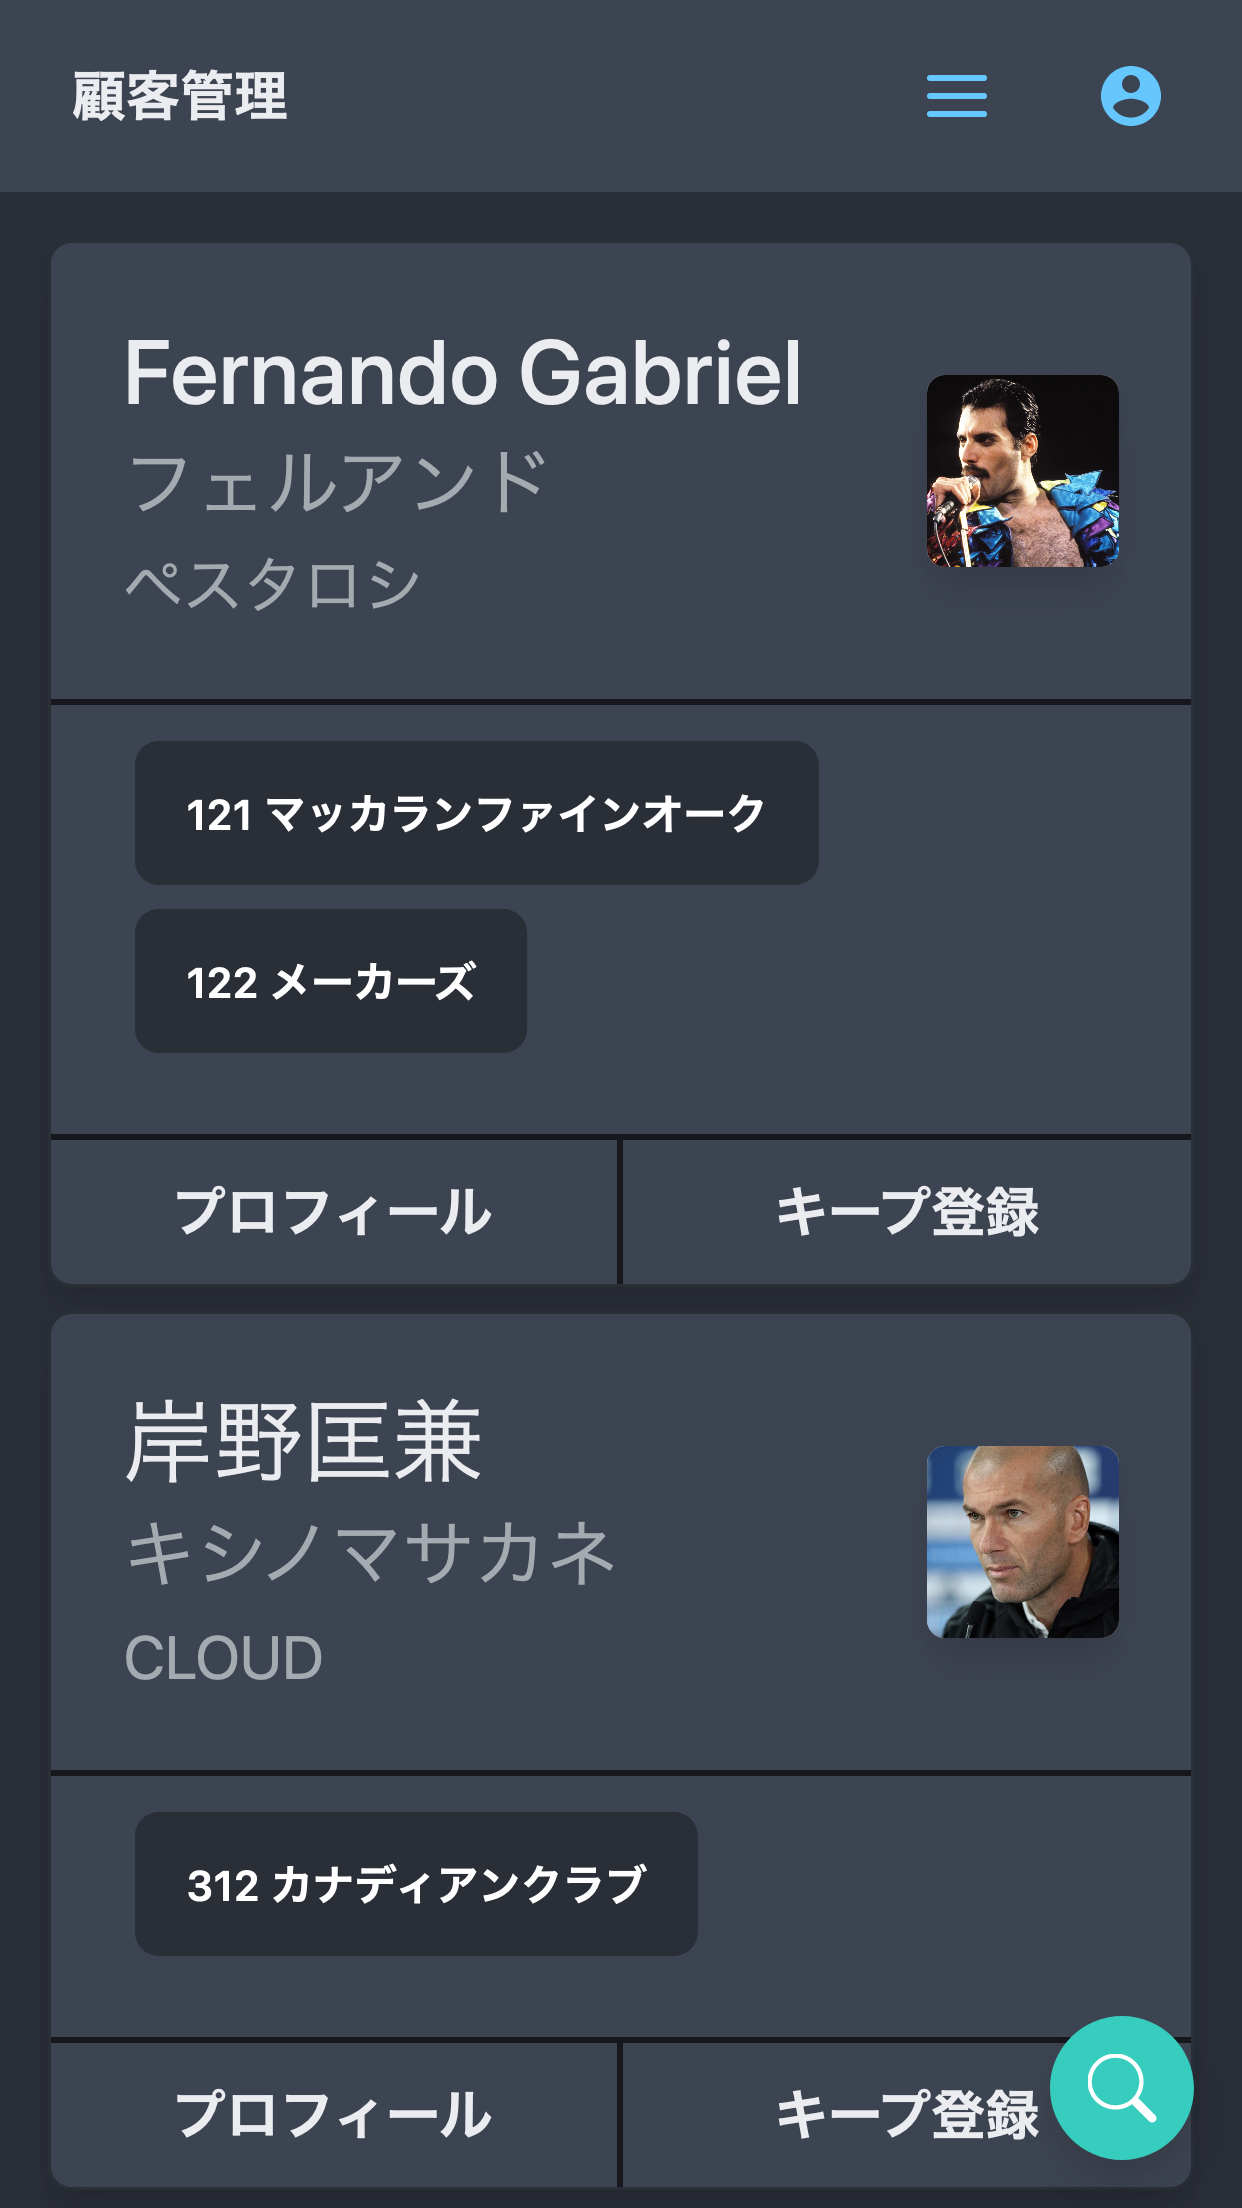 顧客管理
Fernando Gabriel
フェルアンド
ペスタロシ
121 マッカランファインオーク
122 メーカーズ
プロフィール
キープ登録
岸野匡兼
キシノマサカネ
CLOUD
312 カナディアンクラブ
プロフィール
キープ登録